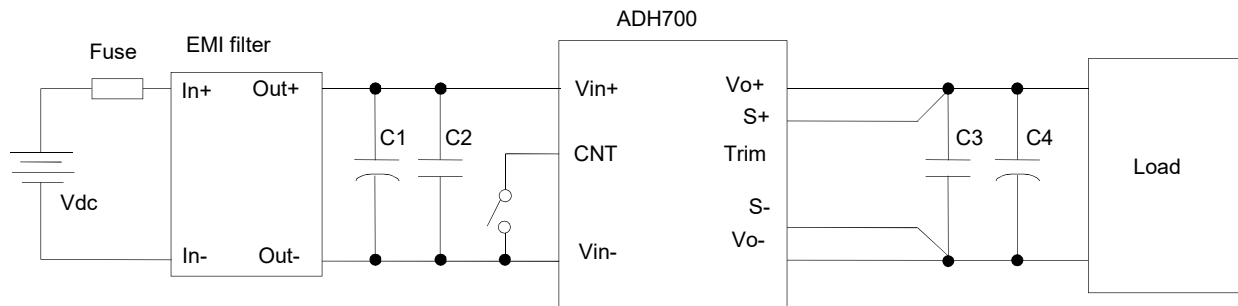 ADH700
Fuse
EMI filter
In+
Out+
Vin+
Vo+
S+
C1
C2
CNT
Trim
C3
C4
Load
Vdc
S-
In-
Out-
Vin-
Vo-